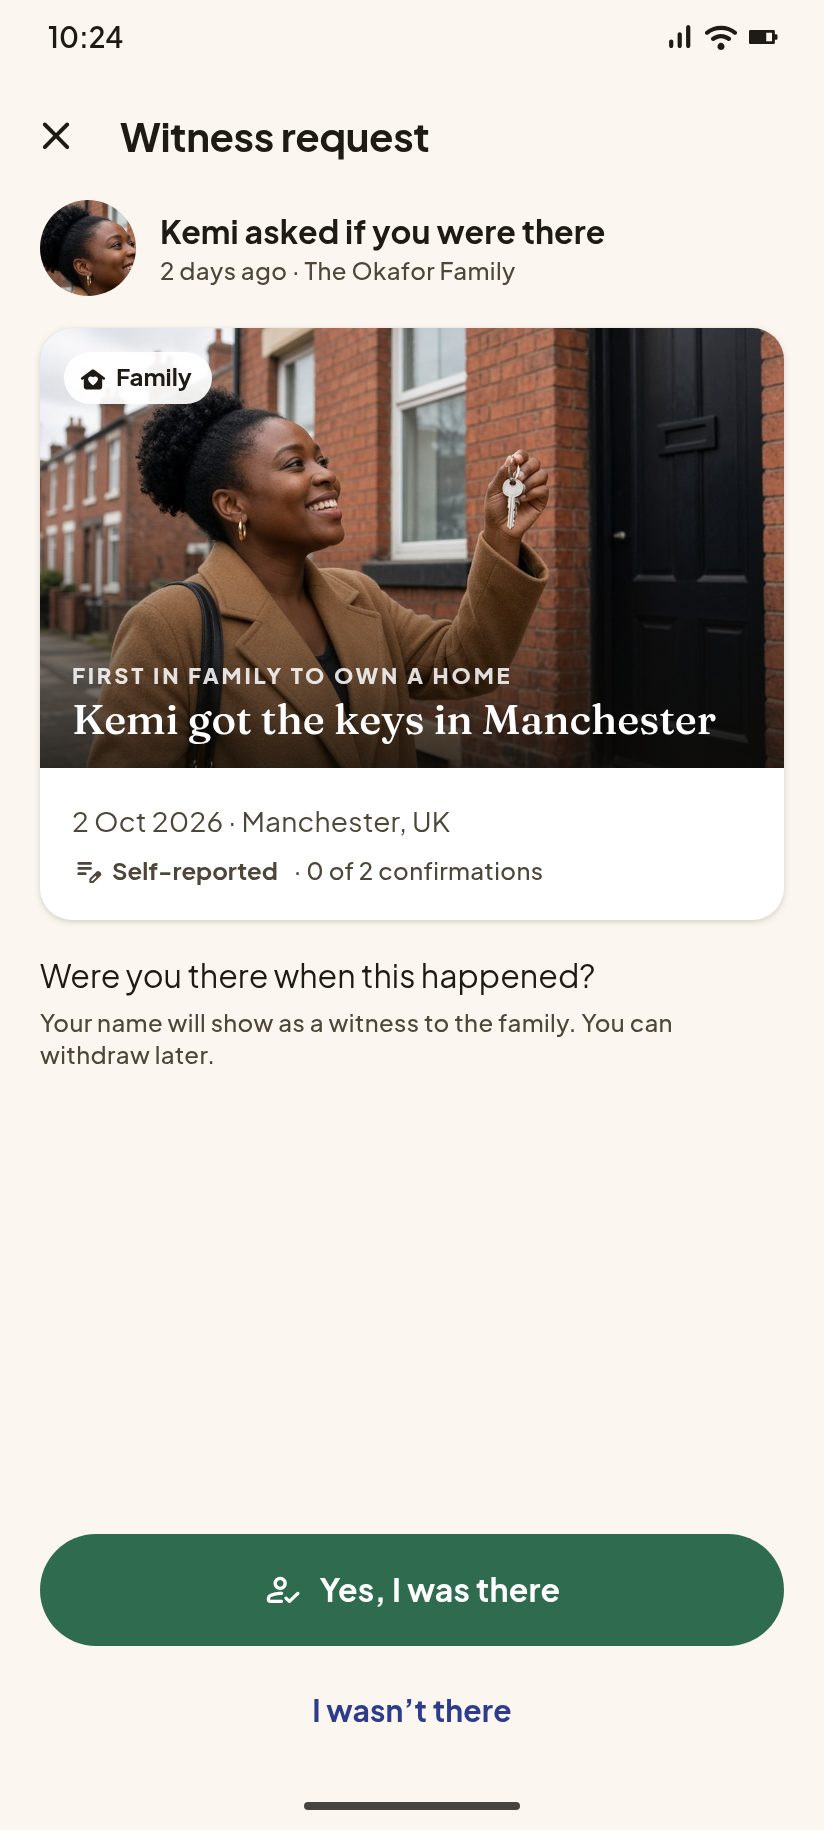 10:24
Witness request
Kemi asked if you were there
2 days ago · The Okafor Family
Family
FIRST IN FAMILY TO OWN A HOME
Kemi got the keys in Manchester
2 Oct 2026 · Manchester, UK
Self-reported · 0 of 2 confirmations
Were you there when this happened?
Your name will show as a witness to the family. You can
withdraw later.
Yes, I was there
I wasn’t there